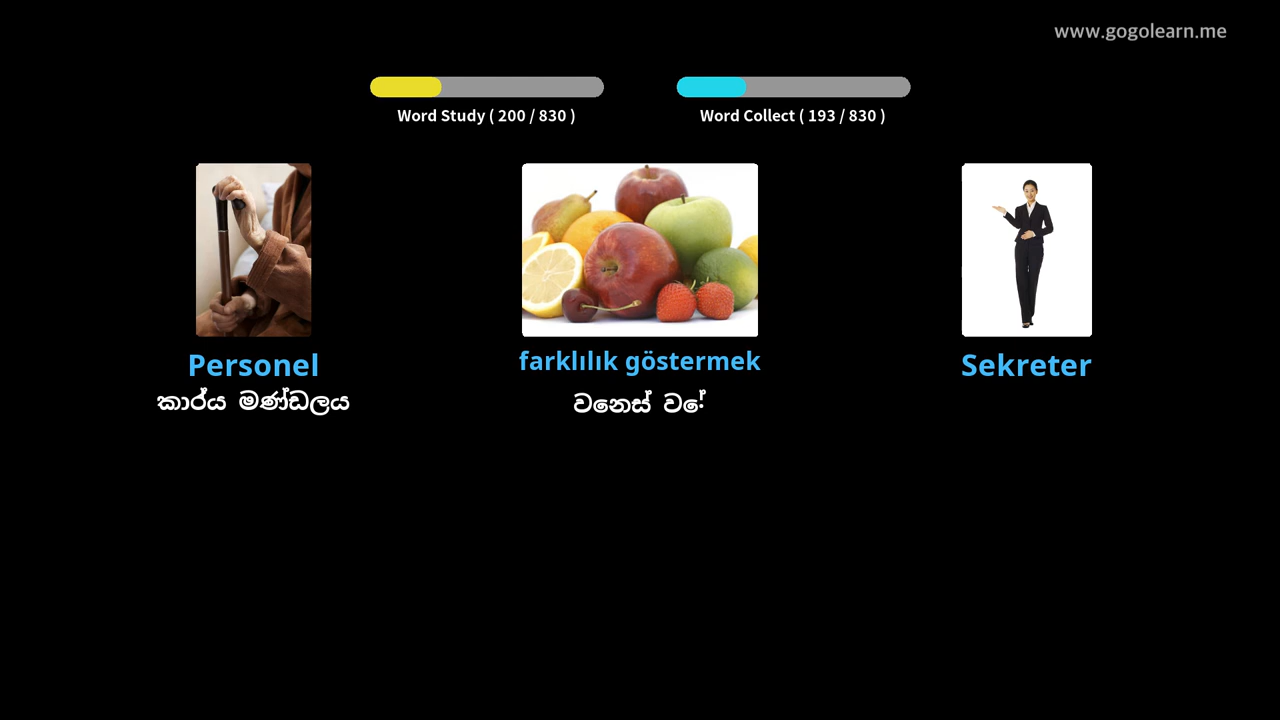 www.gogolearn.me
Word Study ( 200 / 830 )
Word Collect ( 193 / 830 )
Personel
farklılık göstermek
Sekreter
කාර්ය මණ්ඩලය
වෙනස් වේ!